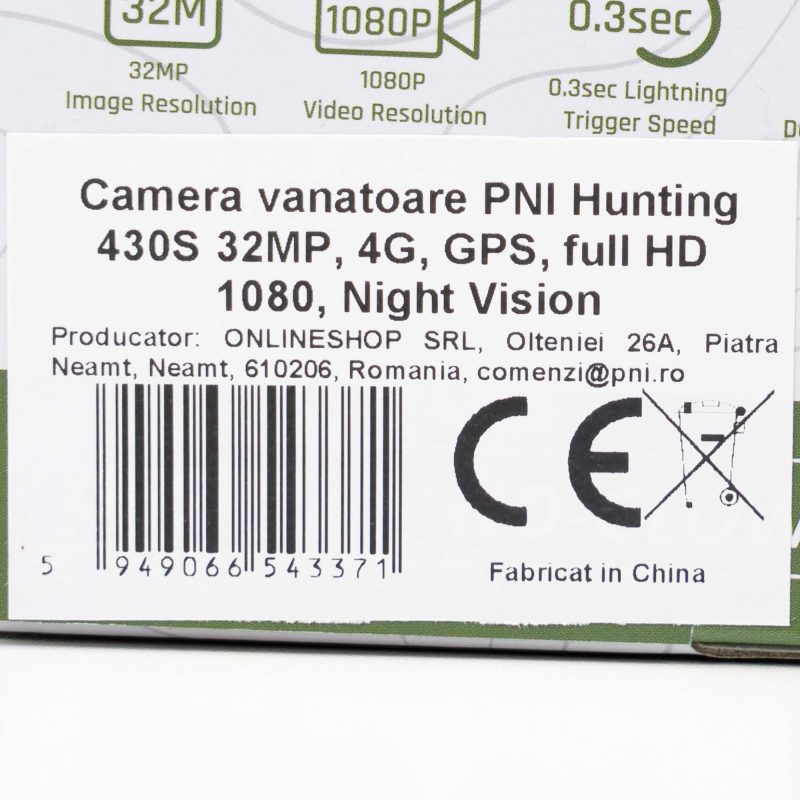 32M
1080P
0.3sec
32MP
Image Resolution
1080P
Video Resolution
0.3sec Lightning
Trigger Speed
Camera vanatoare PNI Hunting
430S 32MP, 4G, GPS, full HD
1080, Night Vision
Producator: ONLINESHOP SRL, Olteniei 26A, Piatra
Neamt, Neamt, 610206, Romania, comenzi@pni.ro
5 949066 543371
CE
Fabricat in China